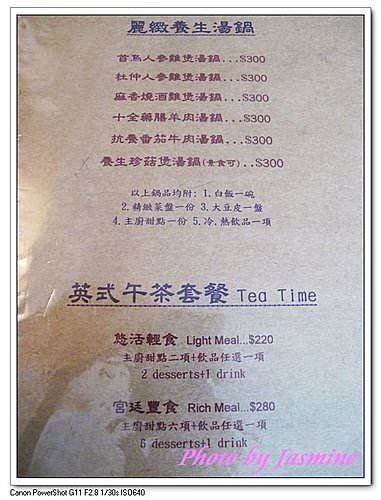 麗緻養生湯鍋
首烏人參雞煲湯鍋...$300
杜仲人參雞煲湯鍋...$300
麻香燒酒雞煲湯鍋...$300
十全藥膳羊肉湯鍋...$300
抗養番茄牛肉湯鍋...$300
養生珍菇煲湯鍋(素食可)...$300
以上鍋品均附: 1.白飯一碗
2.精緻菜盤一份 3.大豆皮一盤
4.主廚甜點一份 5.冷.熱飲品一項
英式午茶套餐 Tea Time
悠活輕食 Light Meal...$220
主廚甜點二項+飲品任選一項
2 desserts+1 drink
宮廷豐食 Rich Meal...$280
主廚甜點六項+飲品任選一項
6 desserts+1 drink
Photo by Jasmine
Canon PowerShot G11 F2.8 1/30s ISO640